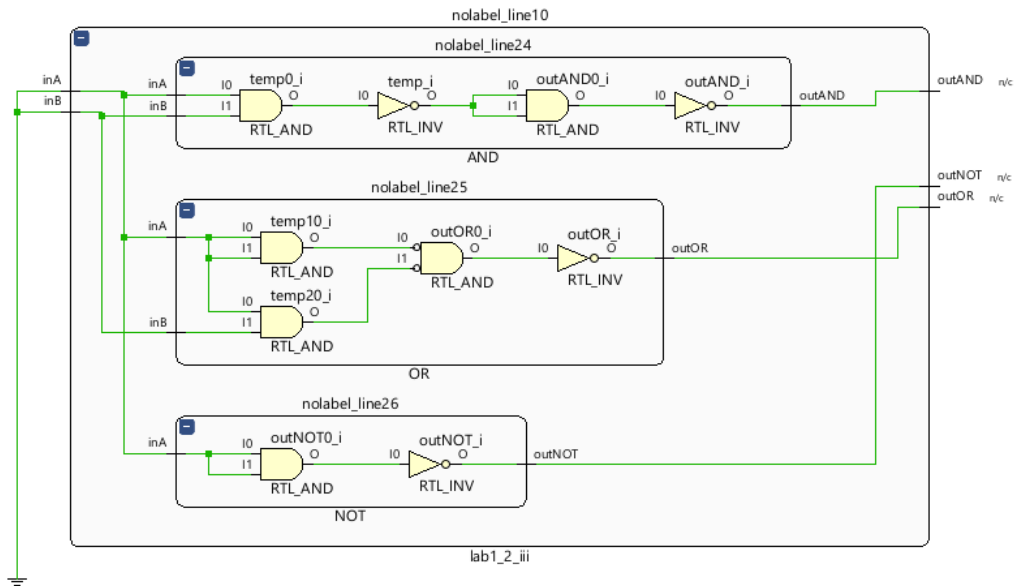 nolabel_line10
nolabel_line24
inA
inB
inA
inB
I0
I1
temp0_i
O
RTL_AND
I0
temp_i
O
RTL_INV
I0
I1
outAND0_i
O
RTL_AND
I0
outAND_i
O
RTL_INV
outAND
outAND n/c
AND
nolabel_line25
outNOT n/c
outOR n/c
inA
I0
I1
temp10_i
O
RTL_AND
I0
I1
outOR0_i
O
RTL_AND
I0
outOR_i
O
RTL_INV
outOR
inB
I0
I1
temp20_i
O
RTL_AND
OR
nolabel_line26
inA
I0
I1
outNOT0_i
O
RTL_AND
I0
outNOT_i
O
RTL_INV
outNOT
NOT
lab1_2_iii